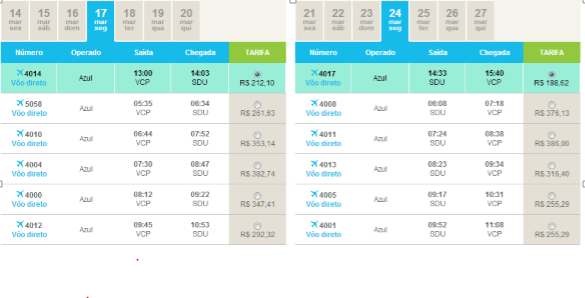 14 15 16 17 18 19 20
mar mar mar mar mar mar mar
sex sáb dom seg ter qua qui
Número Operado Saída Chegada TARIFA
4014 Azul 13:00 14:03
Vôo direto VCP SDU R$ 212,10
5058 Azul 05:35 06:34
Vôo direto VCP SDU R$ 261,63
4010 Azul 06:44 07:52
Vôo direto VCP SDU R$ 353,14
4004 Azul 07:30 08:47
Vôo direto VCP SDU R$ 382,74
4000 Azul 08:12 09:22
Vôo direto VCP SDU R$ 347,41
4012 Azul 09:45 10:53
Vôo direto VCP SDU R$ 292,32
21 22 23 24 25 26 27
mar mar mar mar mar mar mar
sex sáb dom seg ter qua qui
Número Operado Saída Chegada TARIFA
4017 Azul 14:33 15:40
Vôo direto SDU VCP R$ 196,62
4008 Azul 06:08 07:18
Vôo direto SDU VCP R$ 376,13
4011 Azul 07:24 08:38
Vôo direto SDU VCP
4013 Azul 08:23 09:34
Vôo direto SDU VCP R$ 316,40
4005 Azul 09:17 10:31
Vôo direto SDU VCP R$ 255,29
4001 Azul 09:52 11:08
Vôo direto SDU VCP R$ 255,29